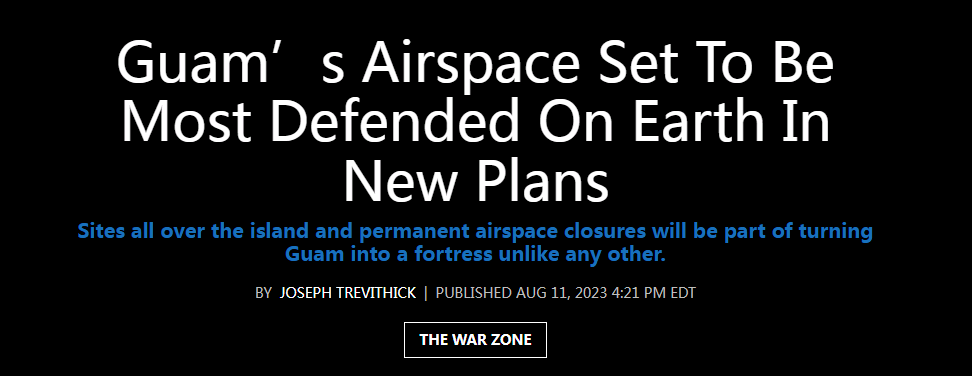 Guam’s Airspace Set To Be
Most Defended On Earth In
New Plans
Sites all over the island and permanent airspace closures will be part of turning
Guam into a fortress unlike any other.
BY JOSEPH TREVITHICK | PUBLISHED AUG 11, 2023 4:21 PM EDT
THE WAR ZONE